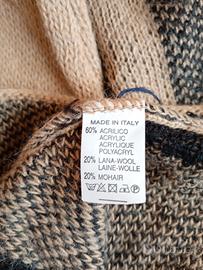 MADE IN ITALY
60% ACRILICO
ACRYLIC
ACRYLIQUE
POLYACRYL
20% LANA-WOOL
LAINE-WOLLE
20% MOHAIR